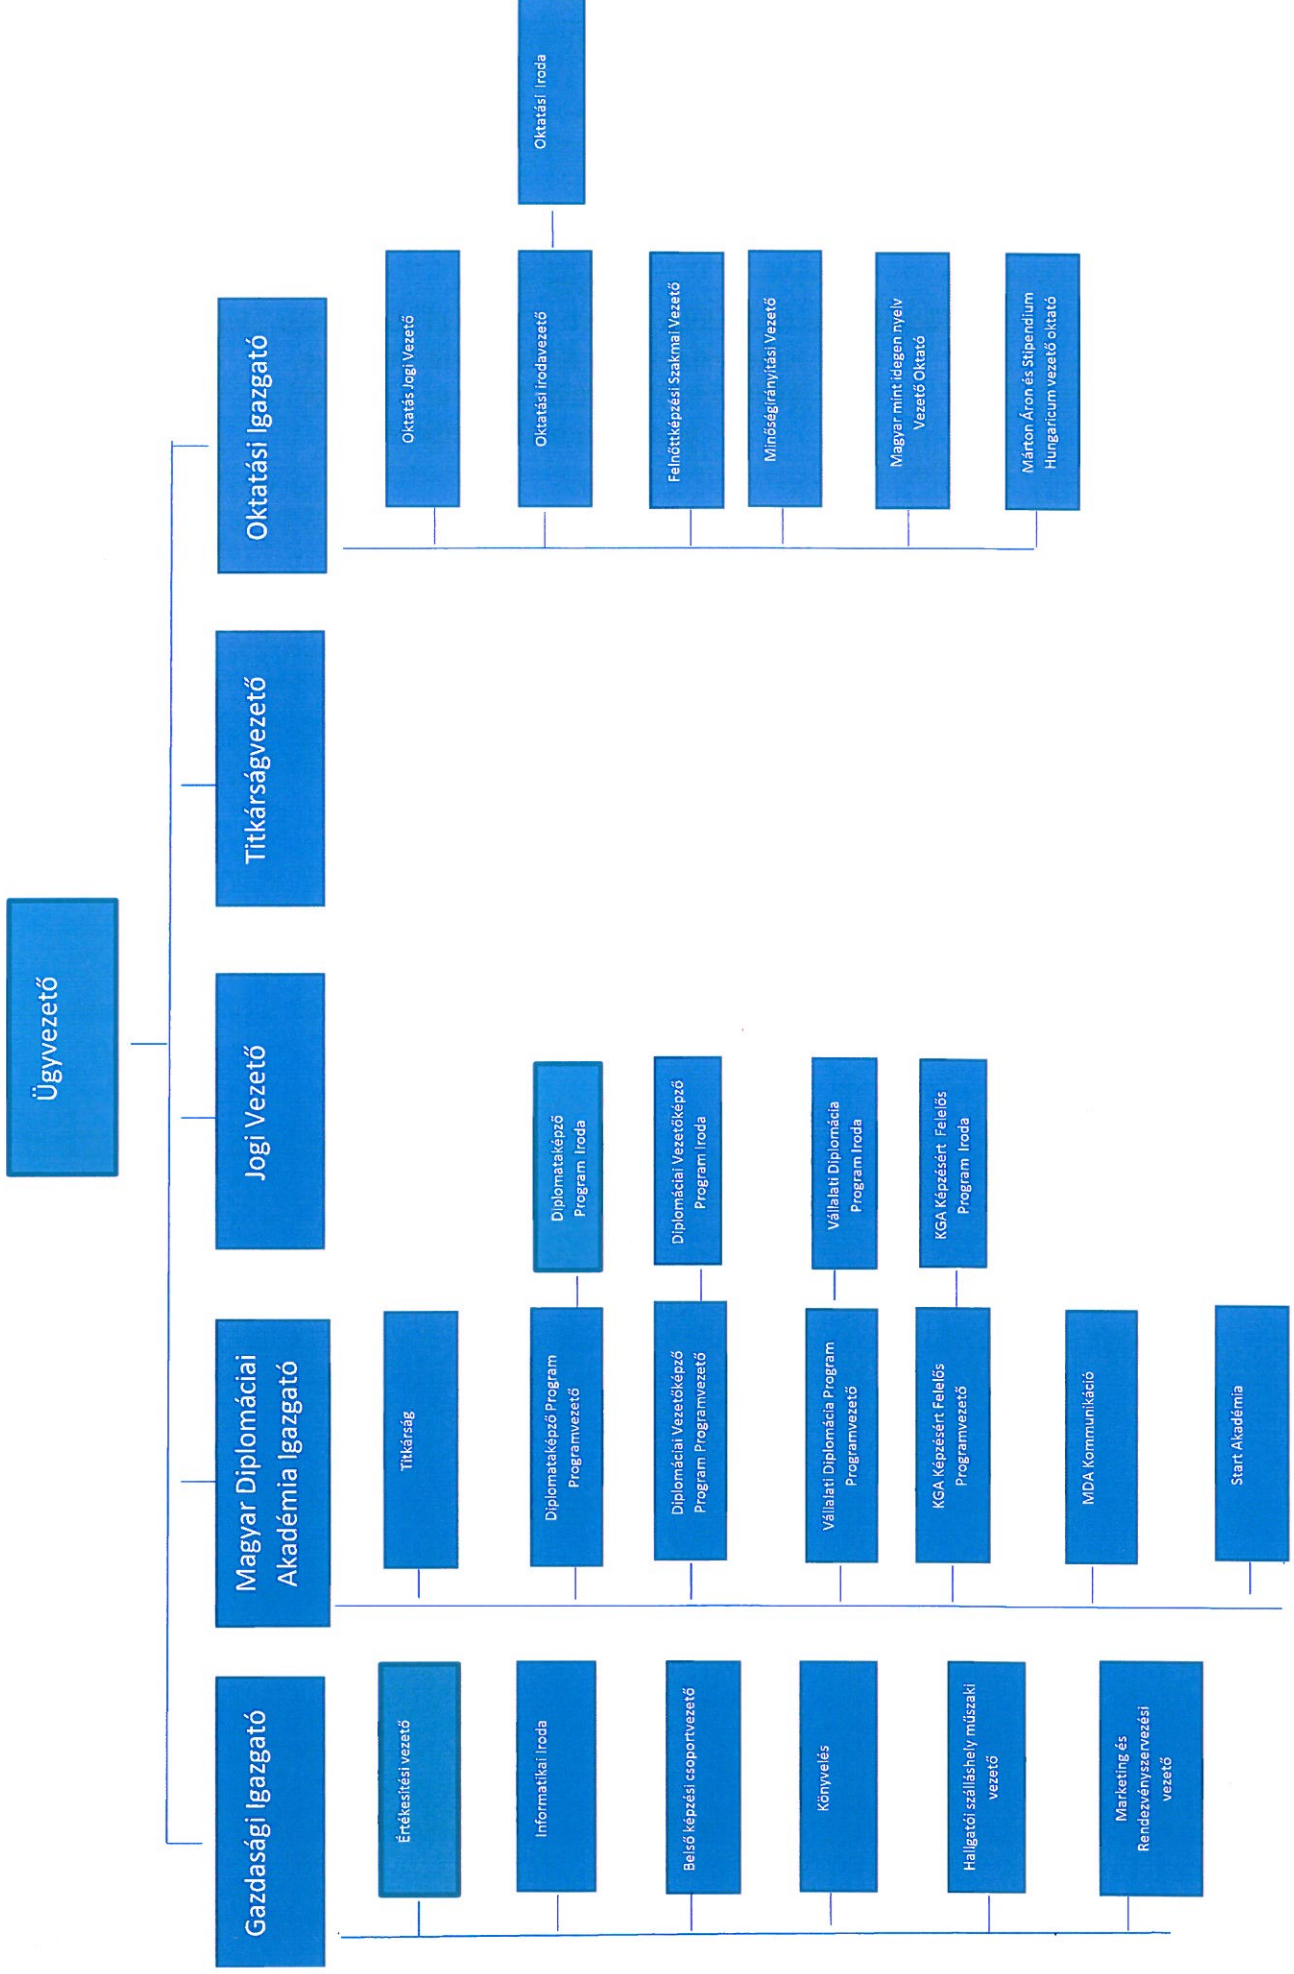 Ügyvezető
Gazdasági Igazgató
Magyar Diplomáciai
Akadémia Igazgató
Jogi Vezető
Titkárságvezető
Oktatási Igazgató
Értékesítési vezető
Informatikai Iroda
Belső képzési csoportvezető
Könyvelés
Hallgatói szálláshely műszaki
vezető
Marketing és
Rendezvényszervezési
vezető
Titkárság
Diplomataképző Program
Programvezető
Diplomataképző
Program Iroda
Diplomáciai Vezetőképző
Program Programvezető
Diplomáciai Vezetőképző
Program Iroda
Vállalati Diplomácia Program
Programvezető
Vállalati Diplomácia
Program Iroda
KGA Képzésért Felelős
Programvezető
KGA Képzésért Felelős
Program Iroda
MDA Kommunikáció
Start Akadémia
Oktatás Jogi Vezető
Oktatási irodavezető
Oktatási Iroda
Felnőttképzési Szakmai Vezető
Minőségirányítási Vezető
Magyar mint idegen nyelv
Vezető Oktató
Márton Áron és Stipendium
Hungaricum vezető oktató